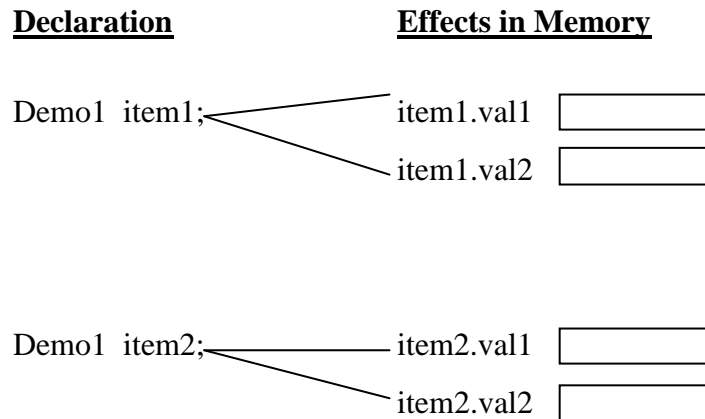 Declaration Effects in Memory
Demo1 item1; item1.val1
item1.val2
Demo1 item2; item2.val1
item2.val2